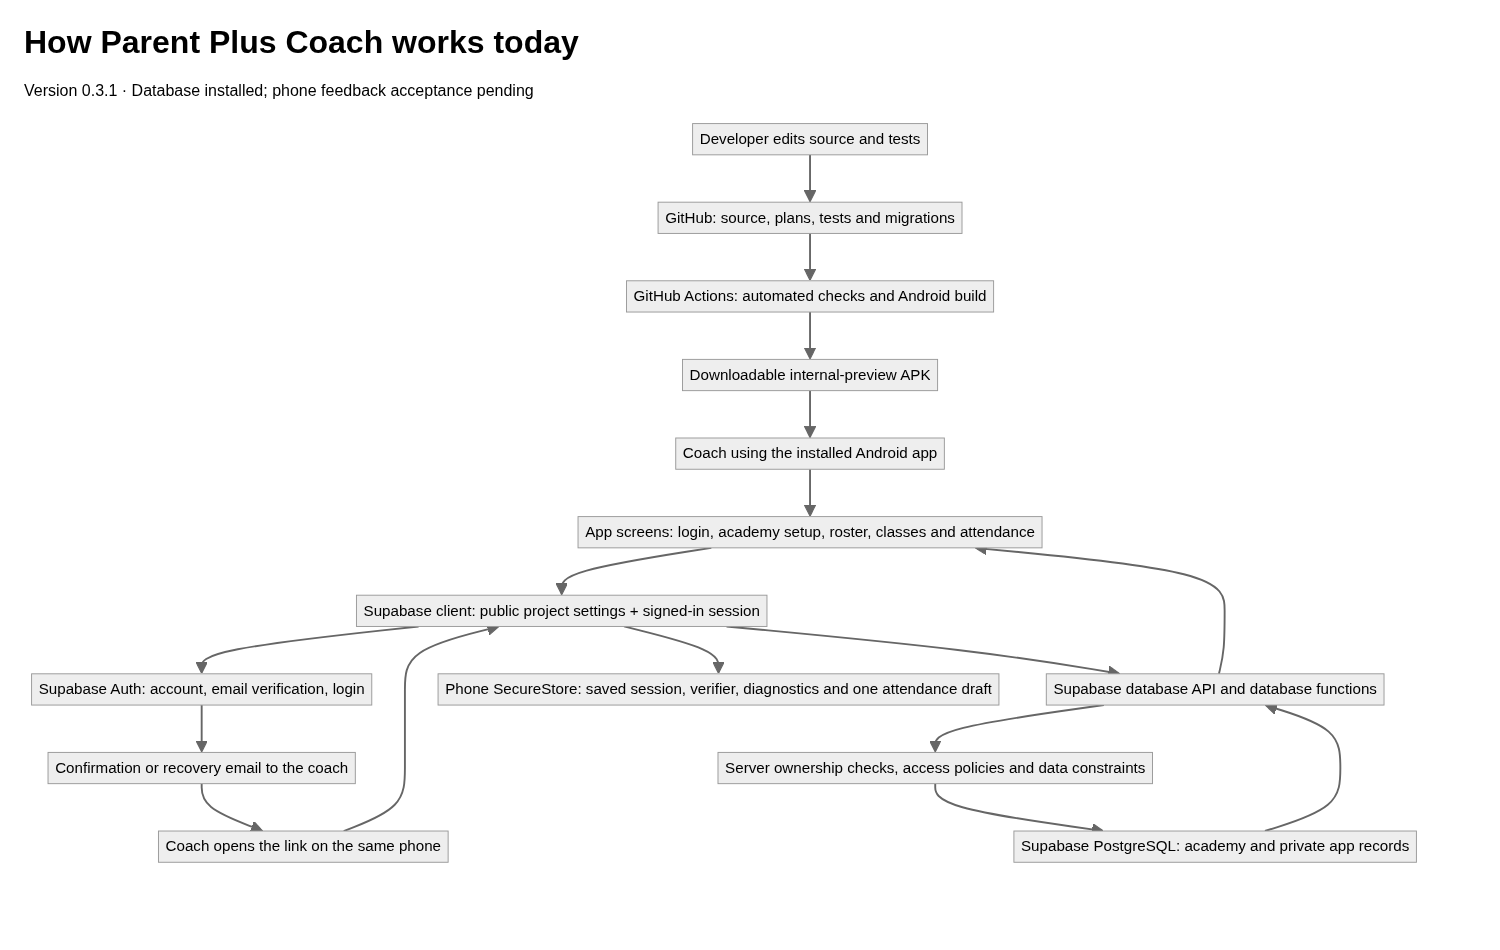 How Parent Plus Coach works today
Version 0.3.1 · Database installed; phone feedback acceptance pending
Developer edits source and tests
GitHub: source, plans, tests and migrations
GitHub Actions: automated checks and Android build
Downloadable internal-preview APK
Coach using the installed Android app
App screens: login, academy setup, roster, classes and attendance
Supabase client: public project settings + signed-in session
Supabase Auth: account, email verification, login
Phone SecureStore: saved session, verifier, diagnostics and one attendance draft
Supabase database API and database functions
Confirmation or recovery email to the coach
Server ownership checks, access policies and data constraints
Coach opens the link on the same phone
Supabase PostgreSQL: academy and private app records